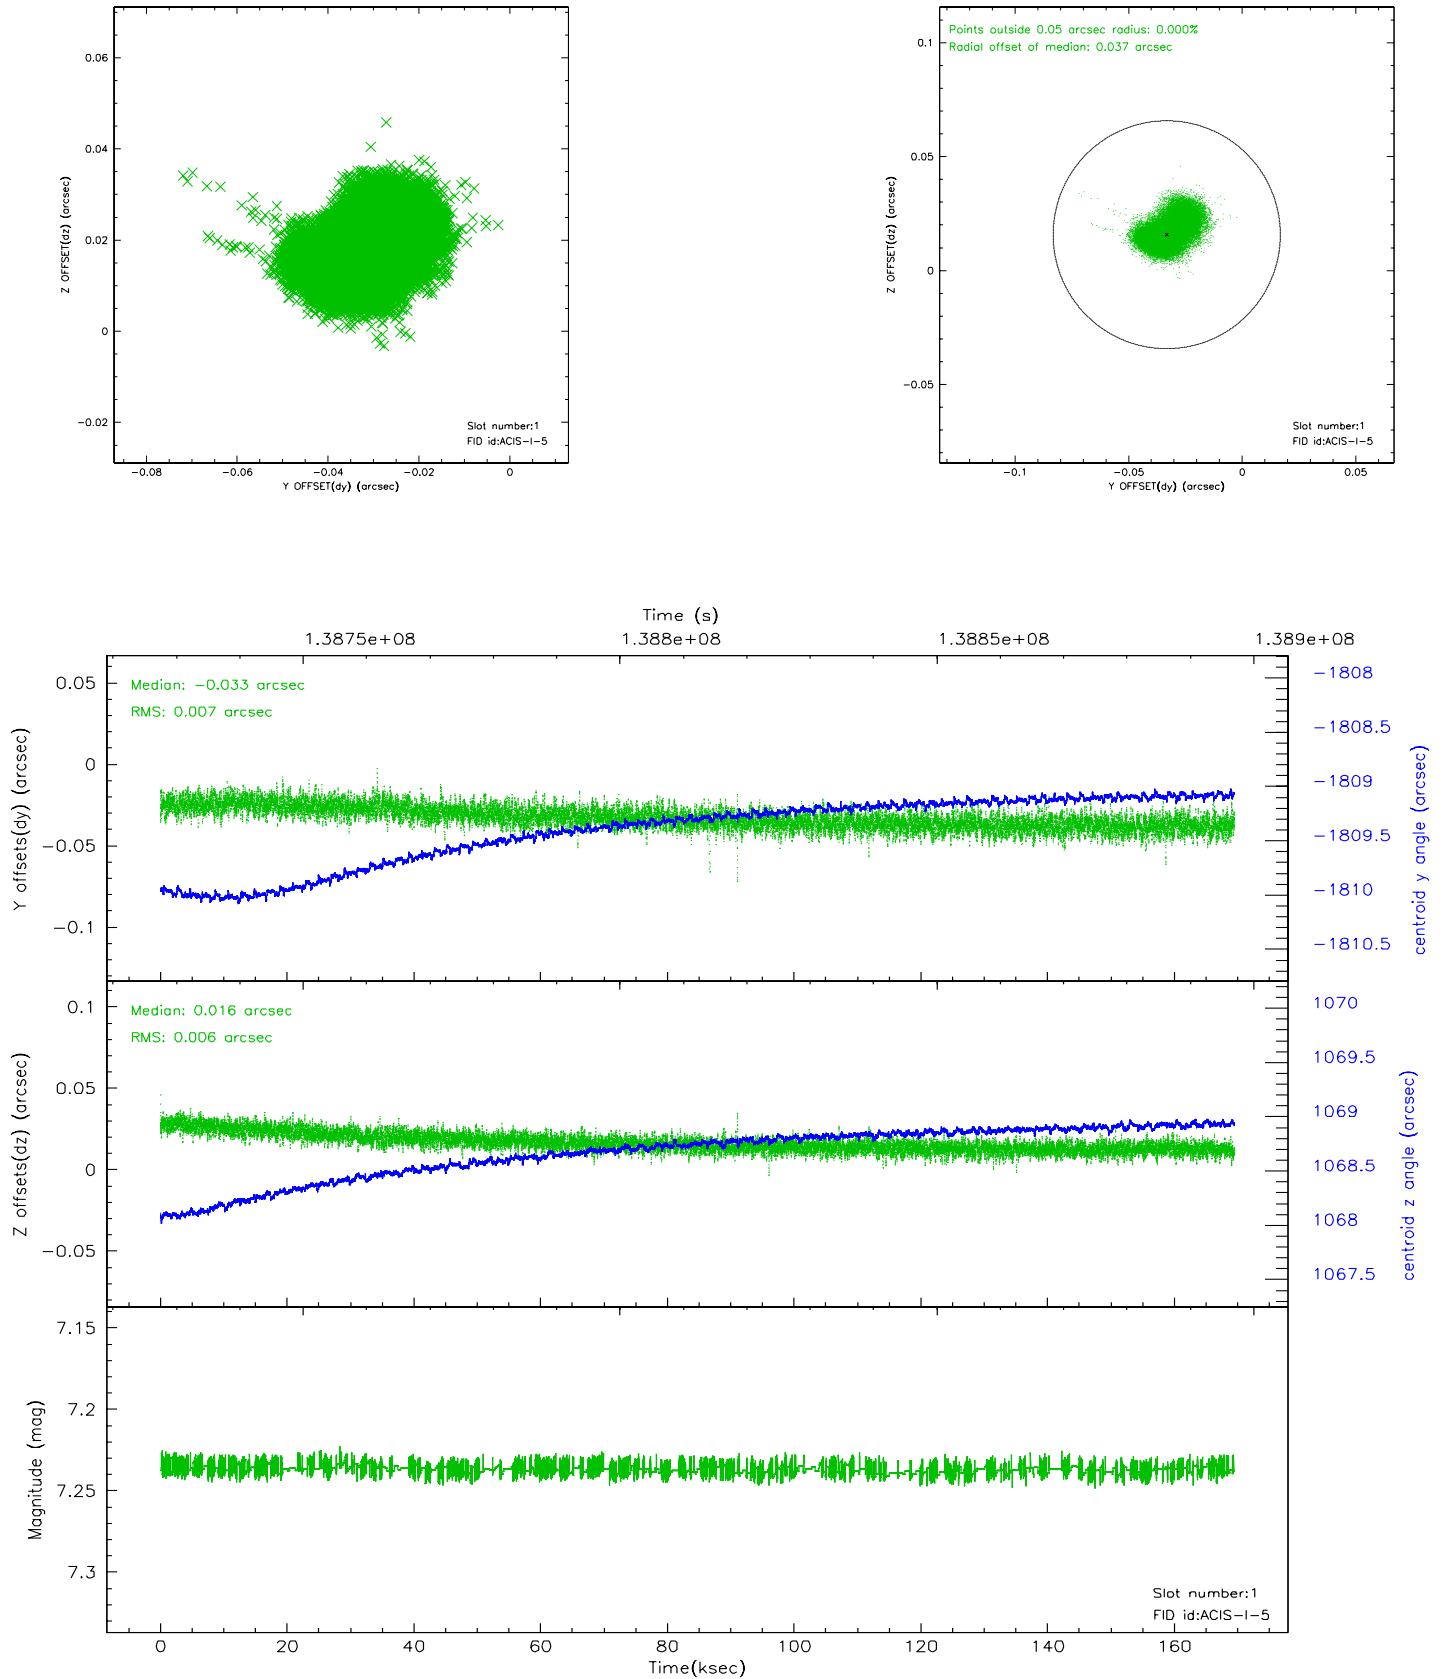 0.06
0.04
0.02
0
−0.02
Z OFFSET(dz) (arcsec)
−0.08
−0.06
−0.04
−0.02
0
Y OFFSET(dy) (arcsec)
Slot number:1
FID id:ACIS−I−5
Points outside 0.05 arcsec radius: 0.000%
Radial offset of median: 0.037 arcsec
0.1
0.05
0
−0.05
Z OFFSET(dz) (arcsec)
−0.1
−0.05
0
0.05
Y OFFSET(dy) (arcsec)
Slot number:1
FID id:ACIS−I−5
Time (s)
1.3875e+08
1.388e+08
1.3885e+08
1.389e+08
Median: −0.033 arcsec
RMS: 0.007 arcsec
0.05
0
−0.05
−0.1
Y offsets(dy) (arcsec)
−1808
−1808.5
−1809
−1809.5
−1810
−1810.5
centroid y angle (arcsec)
Median: 0.016 arcsec
RMS: 0.006 arcsec
0.1
0.05
0
−0.05
Z offsets(dz) (arcsec)
1070
1069.5
1069
1068.5
1068
1067.5
centroid z angle (arcsec)
7.15
7.2
7.25
7.3
Magnitude (mag)
Slot number:1
FID id:ACIS−I−5
0
20
40
60
80
100
120
140
160
Time(ksec)